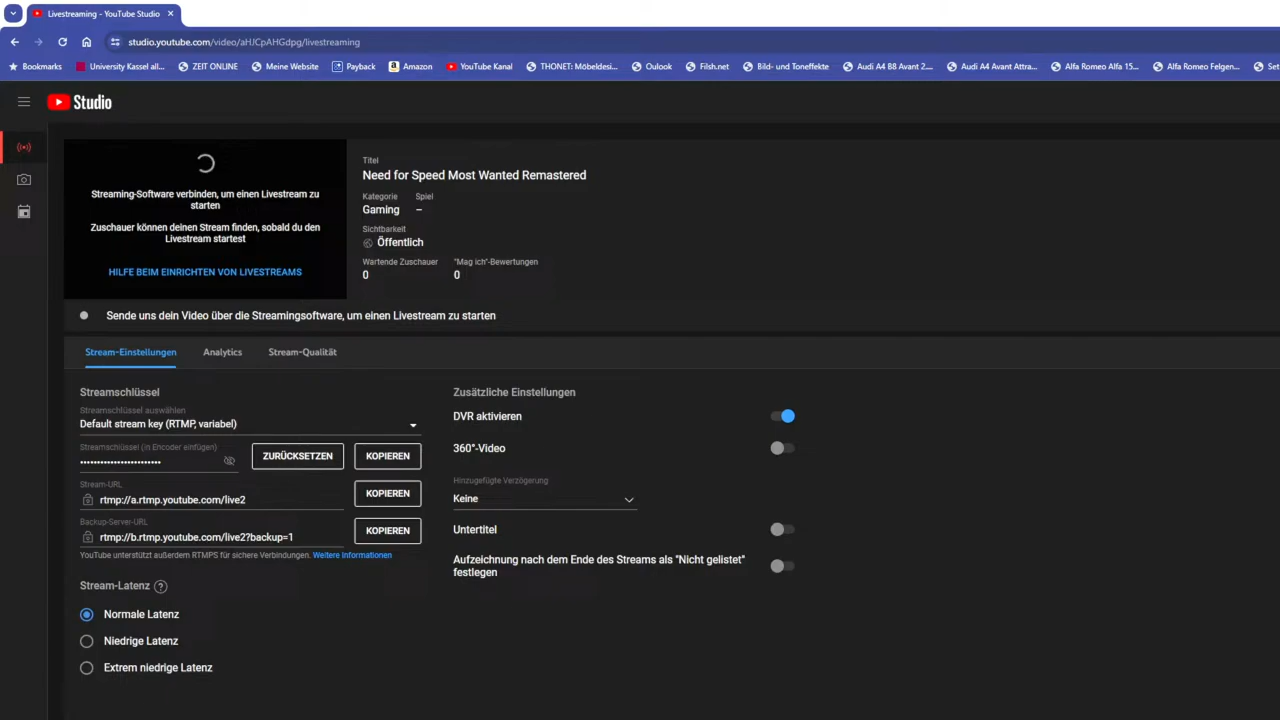 Livestreaming - YouTube Studio
studio.youtube.com/video/aHJCpAHGdpg/livestreaming
Bookmarks University Kassel all... ZEIT ONLINE Meine Website Payback Amazon YouTube Kanal THONET: Möbeldesi... Oulook Filsh.net Bild- und Toneffekte Audi A4 B8 Avant 2.... Audi A4 Avant Attra... Alfa Romeo Alfa 15... Alfa Romeo Felgen... Set
Studio
Streaming-Software verbinden, um einen Livestream zu
starten
Zuschauer können deinen Stream finden, sobald du den
Livestream startest
HILFE BEIM EINRICHTEN VON LIVESTREAMS
Titel
Need for Speed Most Wanted Remastered
Kategorie Spiel
Gaming –
Sichtbarkeit
Öffentlich
Wartende Zuschauer "Mag ich"-Bewertungen
0 0
Sende uns dein Video über die Streamingsoftware, um einen Livestream zu starten
Stream-Einstellungen Analytics Stream-Qualität
Streamschlüssel
Streamschlüssel auswählen
Default stream key (RTMP, variabel)
Streamschlüssel (in Encoder einfügen)
•••••••••••••••••••••••• ZURÜCKSETZEN KOPIEREN
Stream-URL
rtmp://a.rtmp.youtube.com/live2 KOPIEREN
Backup-Server-URL
rtmp://b.rtmp.youtube.com/live2?backup=1 KOPIEREN
YouTube unterstützt außerdem RTMPS für sichere Verbindungen. Weitere Informationen
Stream-Latenz ?
Normale Latenz
Niedrige Latenz
Extrem niedrige Latenz
Zusätzliche Einstellungen
DVR aktivieren
360°-Video
Hinzugefügte Verzögerung
Keine
Untertitel
Aufzeichnung nach dem Ende des Streams als "Nicht gelistet"
festlegen